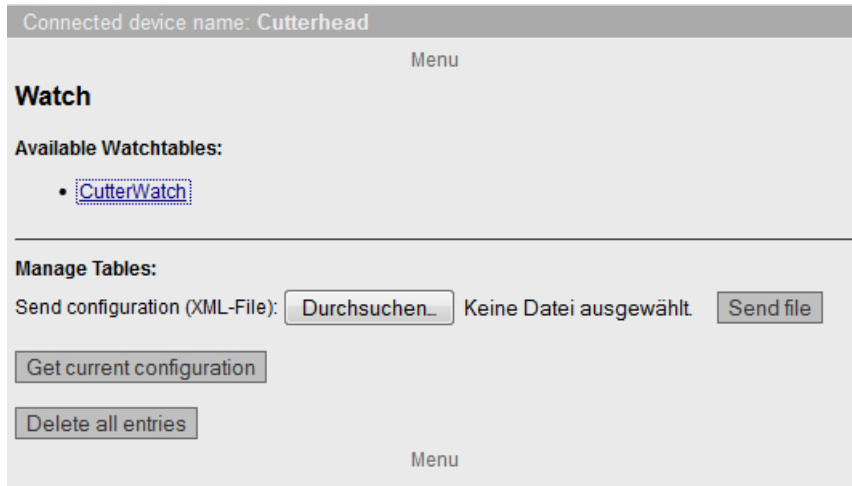 Connected device name: Cutterhead
Menu
Watch
Available Watchtables:
• CutterWatch
Manage Tables:
Send configuration (XML-File): Durchsuchen... Keine Datei ausgewählt. Send file
Get current configuration
Delete all entries
Menu